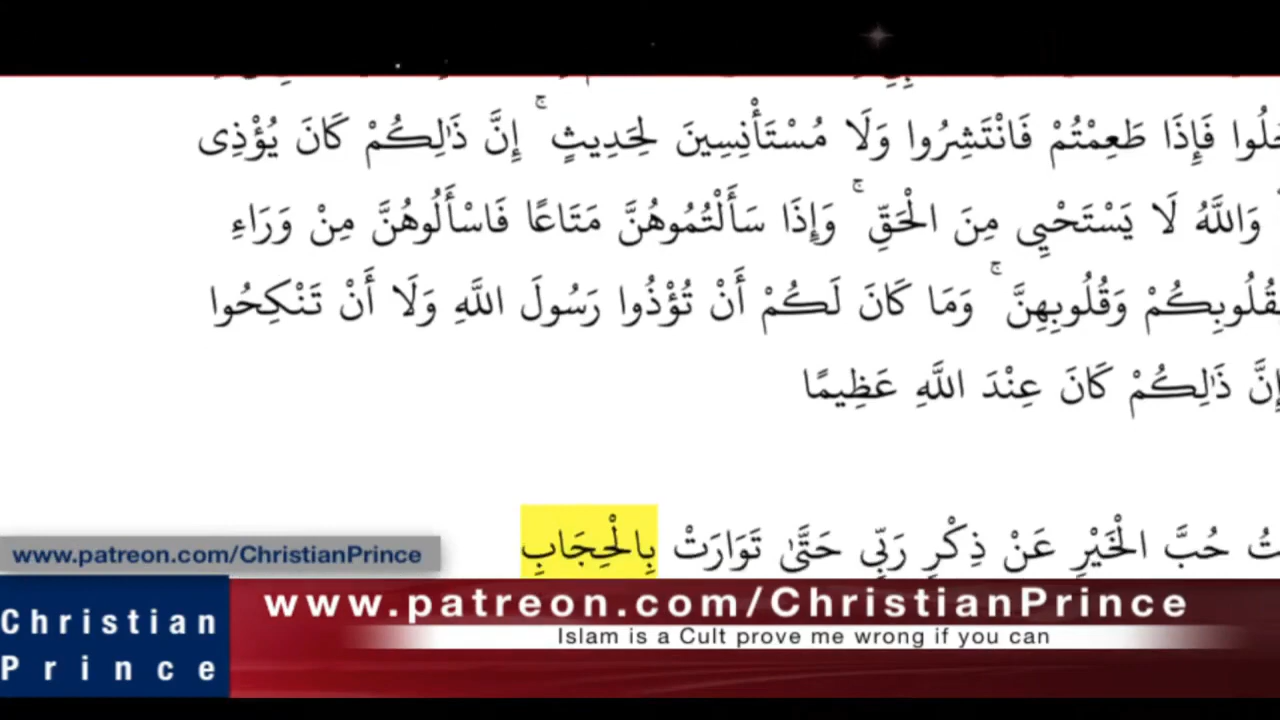 فَإِذَا طَعِمْتُمْ فَانْتَشِرُوا وَلَا مُسْتَأْنِسِينَ لِحَدِيثٍ ۚ إِنَّ ذَٰلِكُمْ كَانَ يُؤْذِى
وَاللَّهُ لَا يَسْتَحْيِي مِنَ الْحَقِّ ۚ وَإِذَا سَأَلْتُمُوهُنَّ مَتَاعًا فَاسْأَلُوهُنَّ مِنْ وَرَاءِ
وَقُلُوبِهِنَّ ۚ وَمَا كَانَ لَكُمْ أَنْ تُؤْذُوا رَسُولَ اللَّهِ وَلَا أَنْ تَنْكِحُوا
إِنَّ ذَٰلِكُمْ كَانَ عِنْدَ اللَّهِ عَظِيمًا
حُبَّ الْخَيْرِ عَنْ ذِكْرِ رَبِّي حَتَّىٰ تَوَارَتْ بِالْحِجَابِ
www.patreon.com/ChristianPrince
www.patreon.com/ChristianPrince
Islam is a Cult prove me wrong if you can
Christian
Prince